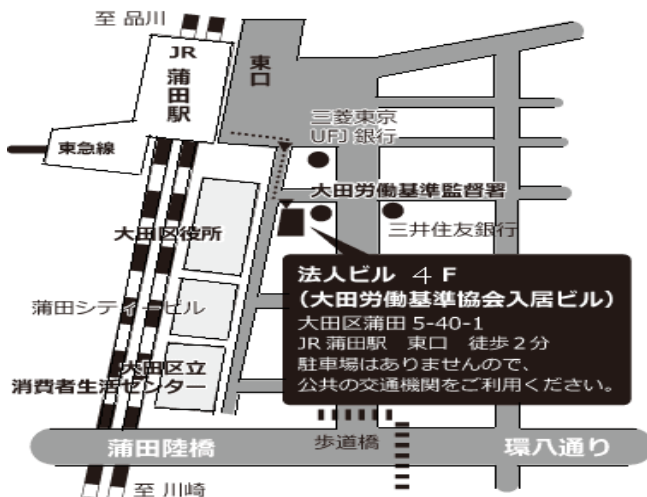 至 品川
JR
蒲田駅
東口
三菱東京
UFJ 銀行
東急線
大田労働基準監督署
大田区役所
三井住友銀行
法人ビル ４Ｆ
（大田労働基準協会入居ビル）
大田区蒲田 5-40-1
JR 蒲田駅　東口　徒歩２分
駐車場はありませんので、
公共の交通機関をご利用ください。
蒲田シティービル
大田区立
消費者生活センター
蒲田陸橋
歩道橋
環八通り
至 川崎